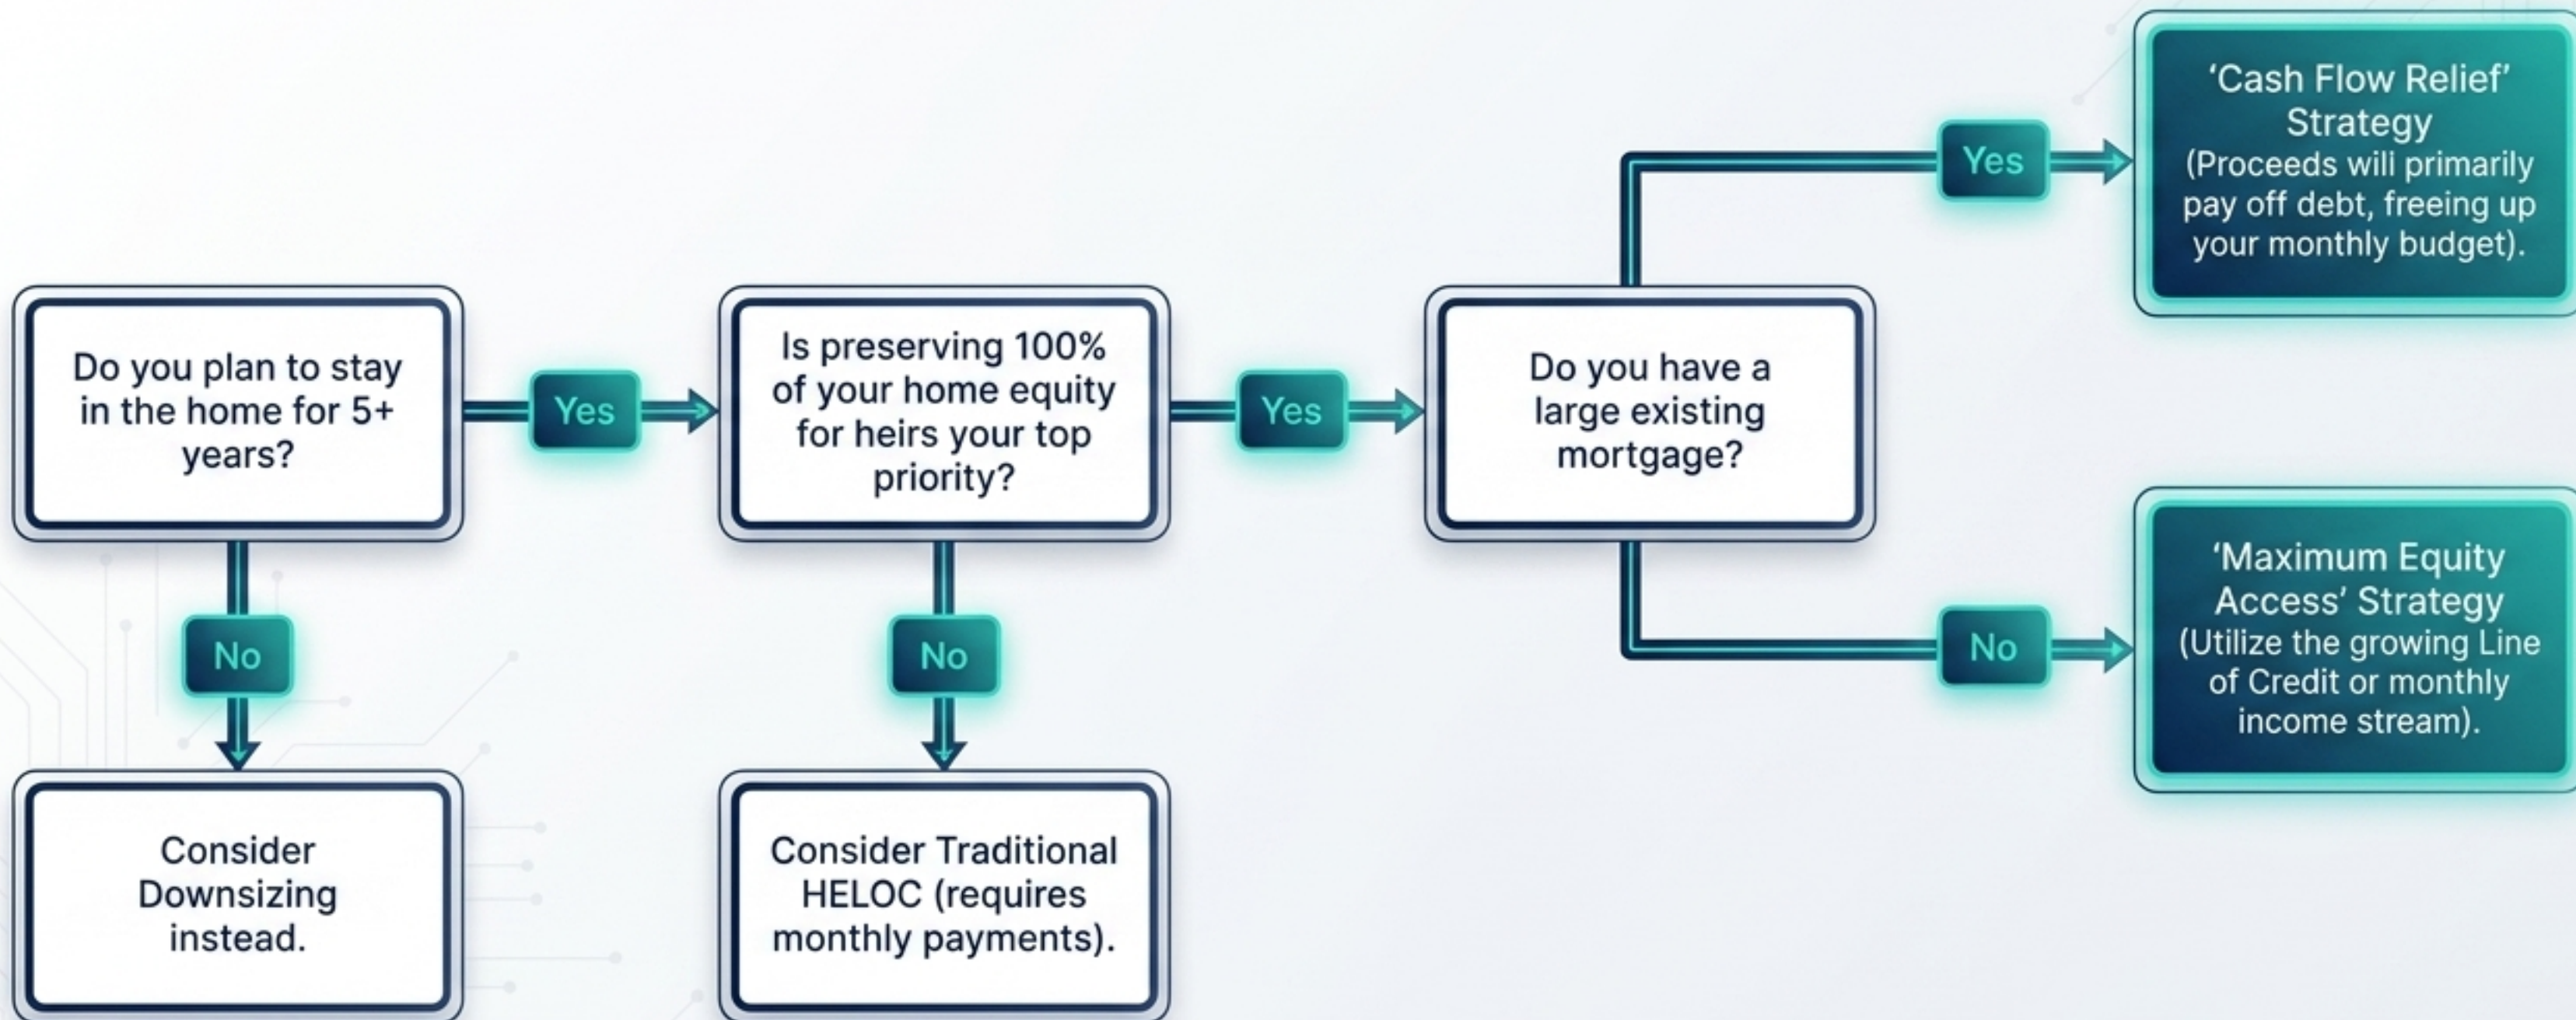 Do you plan to stay
in the home for 5+
years?
Yes
No
Consider
Downsizing
instead.
Is preserving 100%
of your home equity
for heirs your top
priority?
Yes
No
Consider Traditional
HELOC (requires
monthly payments).
Do you have a
large existing
mortgage?
Yes
‘Cash Flow Relief’
Strategy
(Proceeds will primarily
pay off debt, freeing up
your monthly budget).
No
‘Maximum Equity
Access’ Strategy
(Utilize the growing Line
of Credit or monthly
income stream).